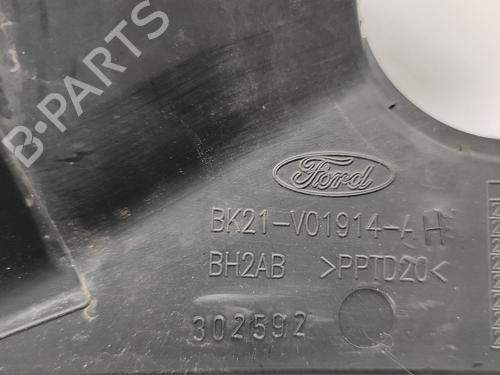 B-PARTS
Ford
BK21-V01914-AH
BH2AB >PPTD20<
302592